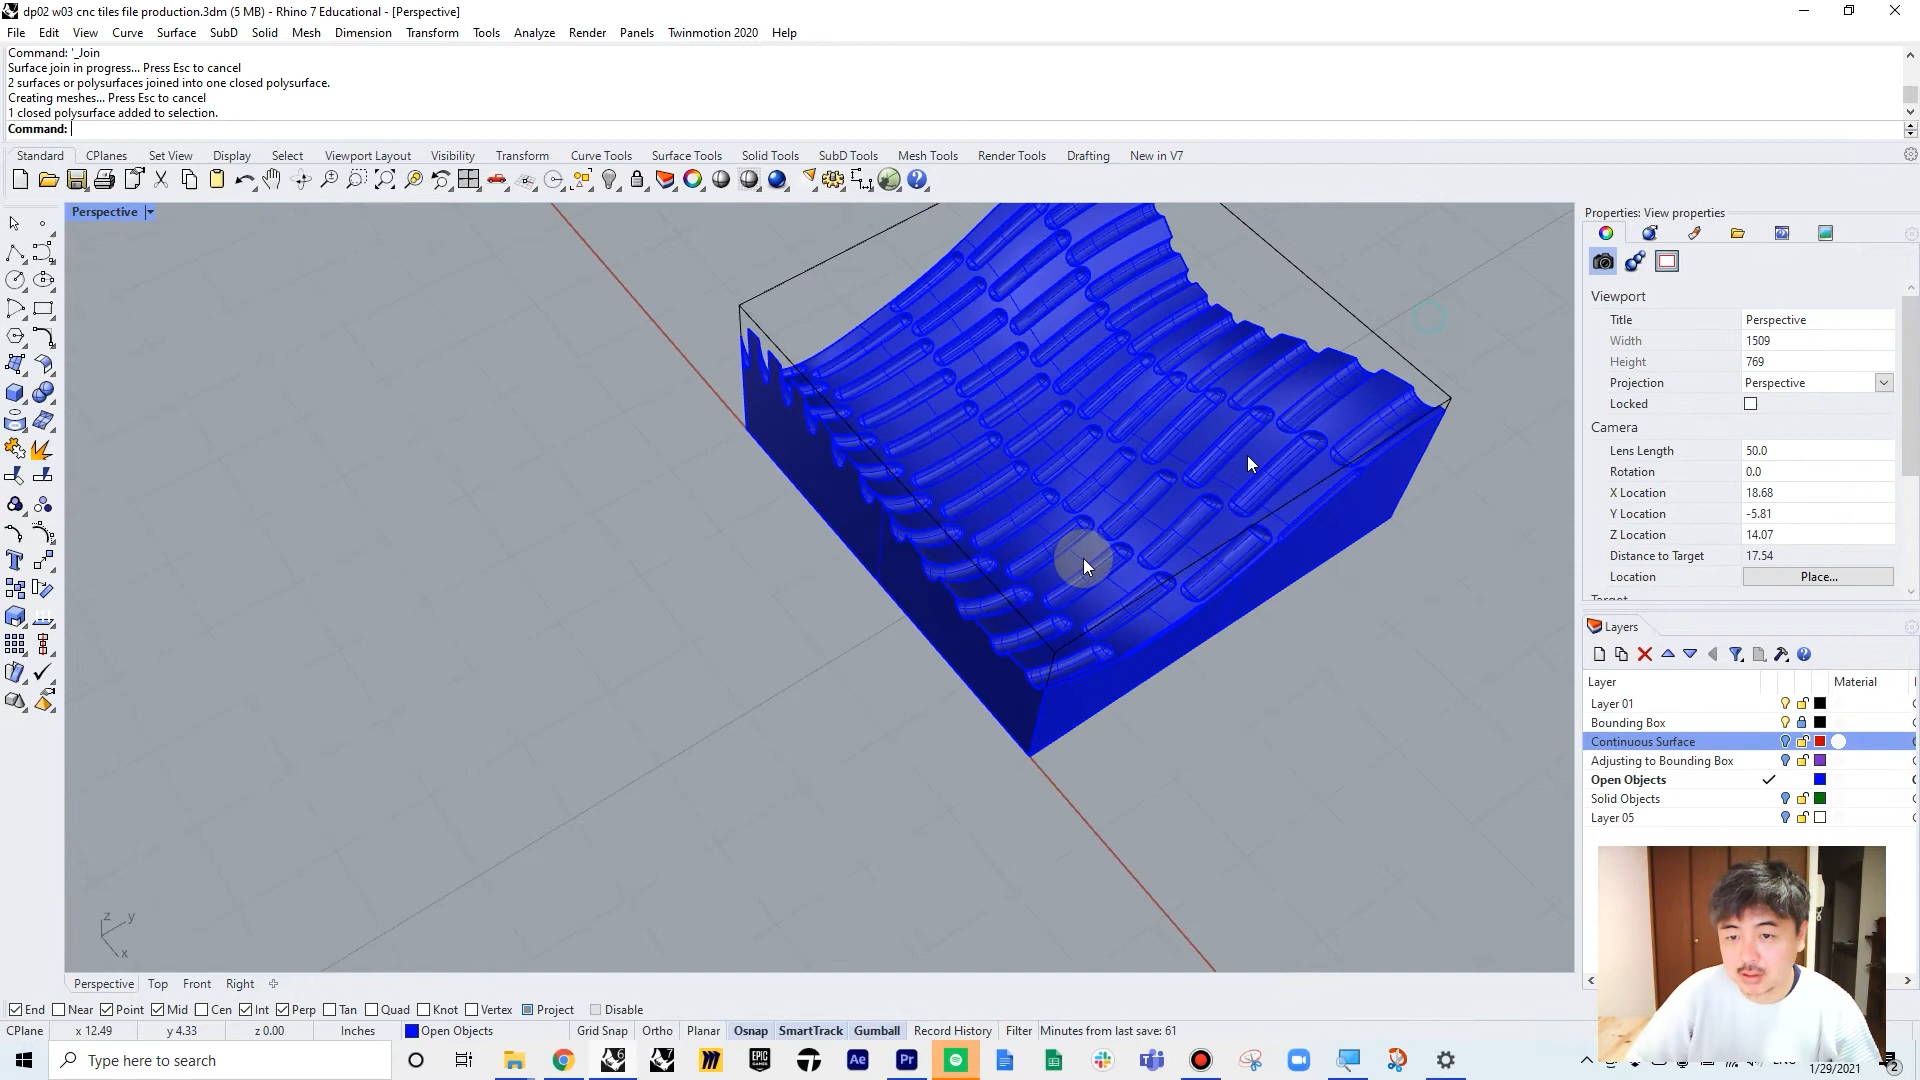 dp02 w03 cnc tiles file production.3dm (5 MB) - Rhino 7 Educational - [Perspective]
File Edit View Curve Surface SubD Solid Mesh Dimension Transform Tools Analyze Render Panels Twinmotion 2020 Help
Command: '_Join
Surface join in progress... Press Esc to cancel
2 surfaces or polysurfaces joined into one closed polysurface.
Creating meshes... Press Esc to cancel
1 closed polysurface added to selection.
Command:
Standard CPlanes Set View Display Select Viewport Layout Visibility Transform Curve Tools Surface Tools Solid Tools SubD Tools Mesh Tools Render Tools Drafting New in V7
Perspective
Properties: View properties
Viewport
Title Perspective
Width 1509
Height 769
Projection Perspective
Locked
Camera
Lens Length 50.0
Rotation 0.0
X Location 18.68
Y Location -5.81
Z Location 14.07
Distance to Target 17.54
Location Place...
Target
Layers
Layer Material
Layer 01
Bounding Box
Continuous Surface
Adjusting to Bounding Box
Open Objects
Solid Objects
Layer 05
z y
x
Perspective Top Front Right
End Near Point Mid Cen Int Perp Tan Quad Knot Vertex Project Disable
CPlane x 12.49 y 4.33 z 0.00 Inches Open Objects Grid Snap Ortho Planar Osnap SmartTrack Gumball Record History Filter Minutes from last save: 61
Type here to search
6 7 EPIC GAMES Ae Pr
1/29/2021 2